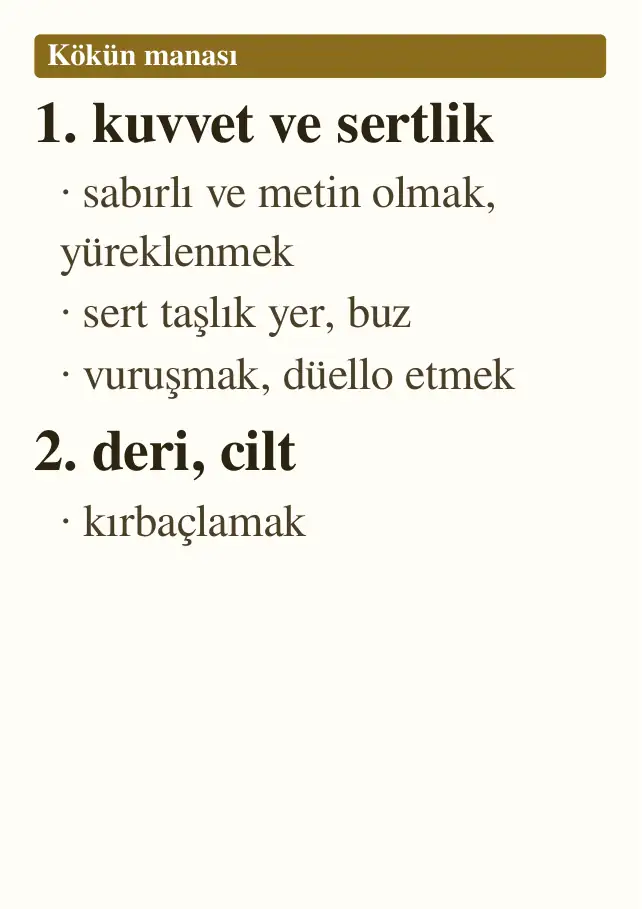 Kökün manası
1. kuvvet ve sertlik
· sabırlı ve metin olmak,
yüreklenmek
· sert taşlık yer, buz
· vuruşmak, düello etmek
2. deri, cilt
· kırbaçlamak